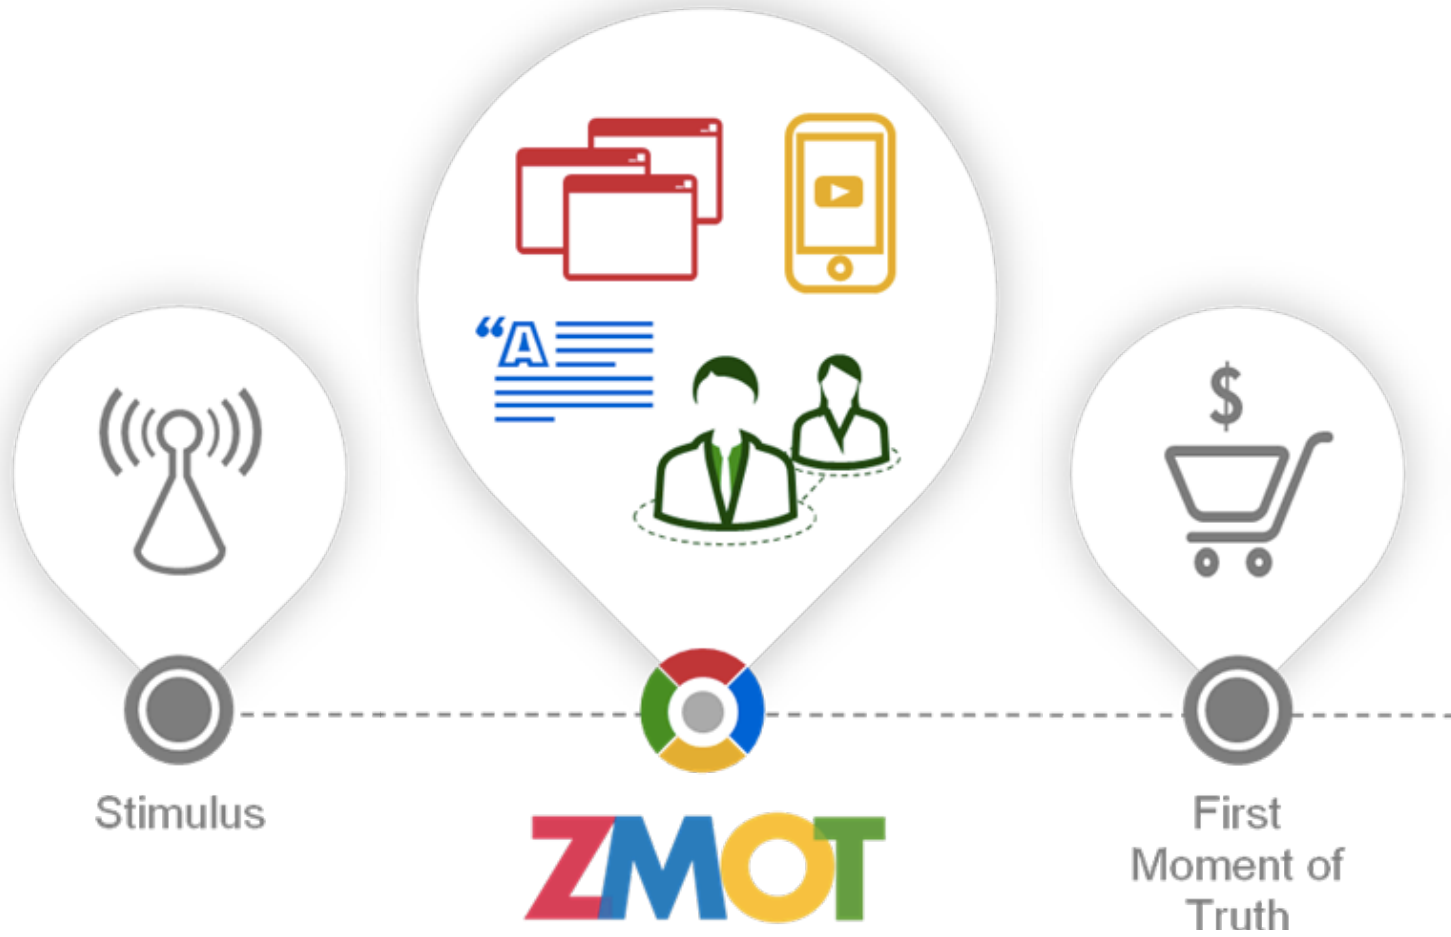 “A
$
Stimulus
ZMOT
First
Moment of
Truth